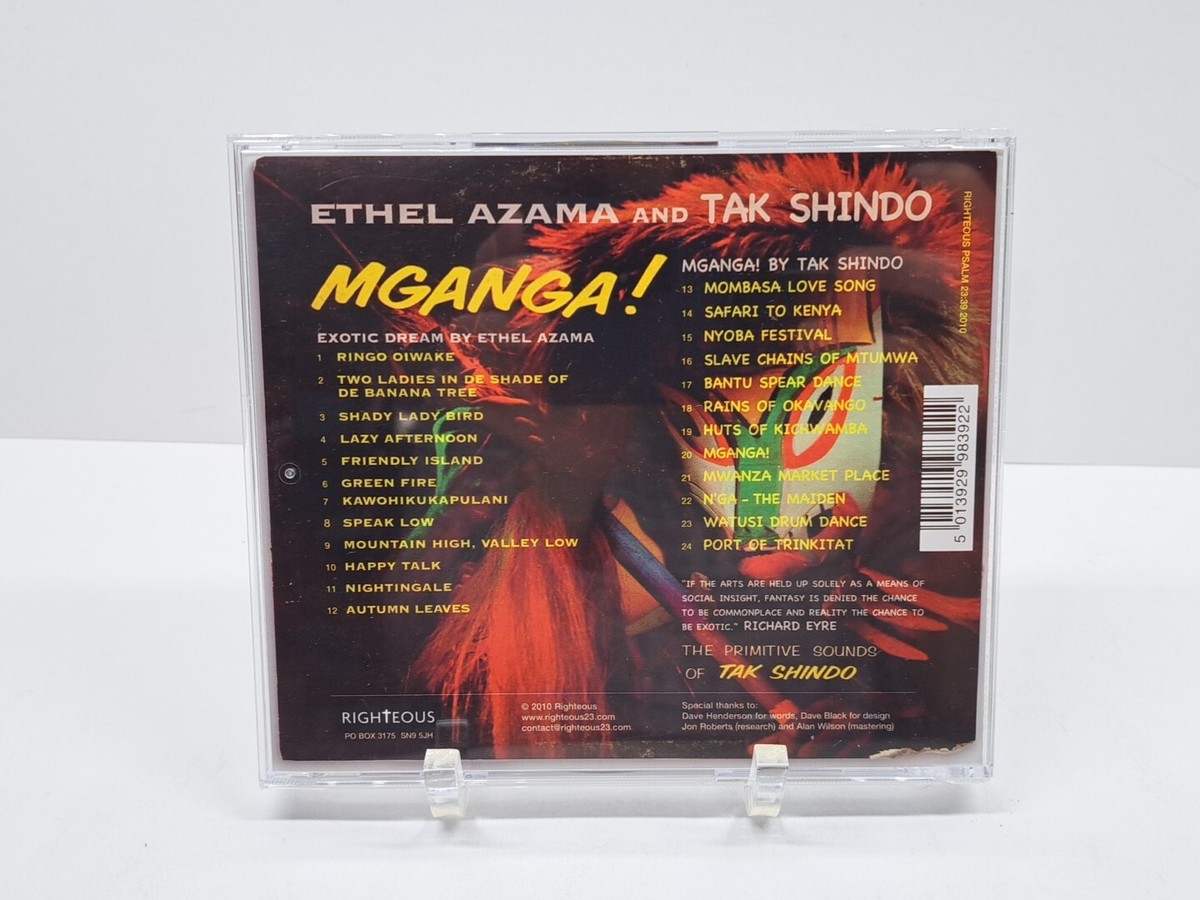 ETHEL AZAMA AND TAK SHINDO
MGANGA!
EXOTIC DREAM BY ETHEL AZAMA
1 RINGO OIWAKE
2 TWO LADIES IN DE SHADE OF
DE BANANA TREE
3 SHADY LADY BIRD
4 LAZY AFTERNOON
5 FRIENDLY ISLAND
6 GREEN FIRE
7 KAWOHIKUKAPULANI
8 SPEAK LOW
9 MOUNTAIN HIGH, VALLEY LOW
10 HAPPY TALK
11 NIGHTINGALE
12 AUTUMN LEAVES
MGANGA! BY TAK SHINDO
13 MOMBASA LOVE SONG
14 SAFARI TO KENYA
15 NYOBA FESTIVAL
16 SLAVE CHAINS OF MTUMWA
17 BANTU SPEAR DANCE
18 RAINS OF OKAVANGO
19 HUTS OF KICHWAMBA
20 MGANGA!
21 MWANZA MARKET PLACE
22 N'GA - THE MAIDEN
23 WATUSI DRUM DANCE
24 PORT OF TRINKITAT
"IF THE ARTS ARE HELD UP SOLELY AS A MEANS OF
SOCIAL INSIGHT, FANTASY IS DENIED THE CHANCE
TO BE COMMONPLACE AND REALITY THE CHANCE TO
BE EXOTIC." RICHARD EYRE
THE PRIMITIVE SOUNDS
OF TAK SHINDO
RIGHTEOUS PSALM 23:39 2010
5 013929 983922
RIGHTEOUS
PO BOX 3175 SN9 5JH
© 2010 Righteous
www.righteous23.com
contact@righteous23.com
Special thanks to:
Dave Henderson for words, Dave Black for design
Jon Roberts (research) and Alan Wilson (mastering)